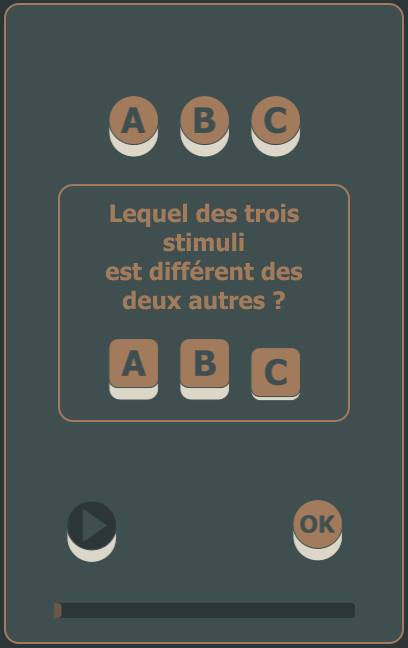 A B C
Lequel des trois
stimuli
est différent des
deux autres ?
A B C
OK